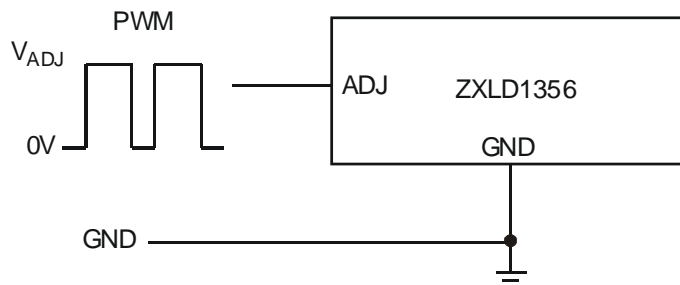 PWM
VADJ
ADJ
ZXLD1356
0V
GND
GND